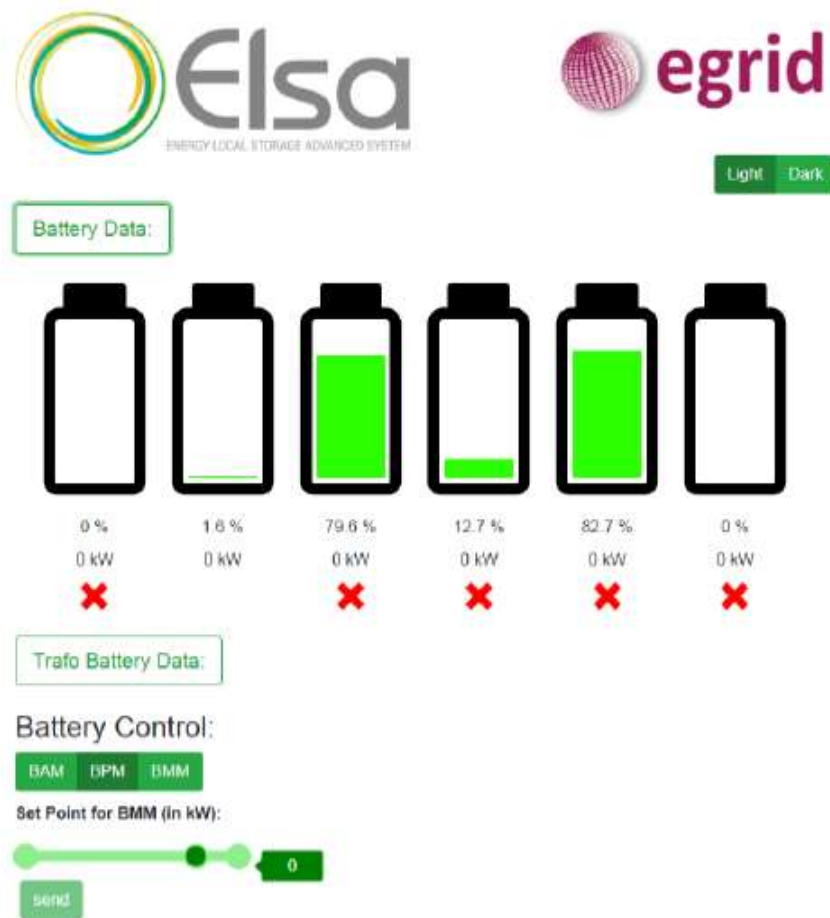 Elsa
ENERGY LOCAL STORAGE ADVANCED SYSTEM
egrid
Light Dark
Battery Data:
0 % 1.6 % 79.6 % 12.7 % 82.7 % 0 %
0 kW 0 kW 0 kW 0 kW 0 kW 0 kW
Trafo Battery Data:
Battery Control:
BAM BPM BMM
Set Point for BMM (in kW):
0
send